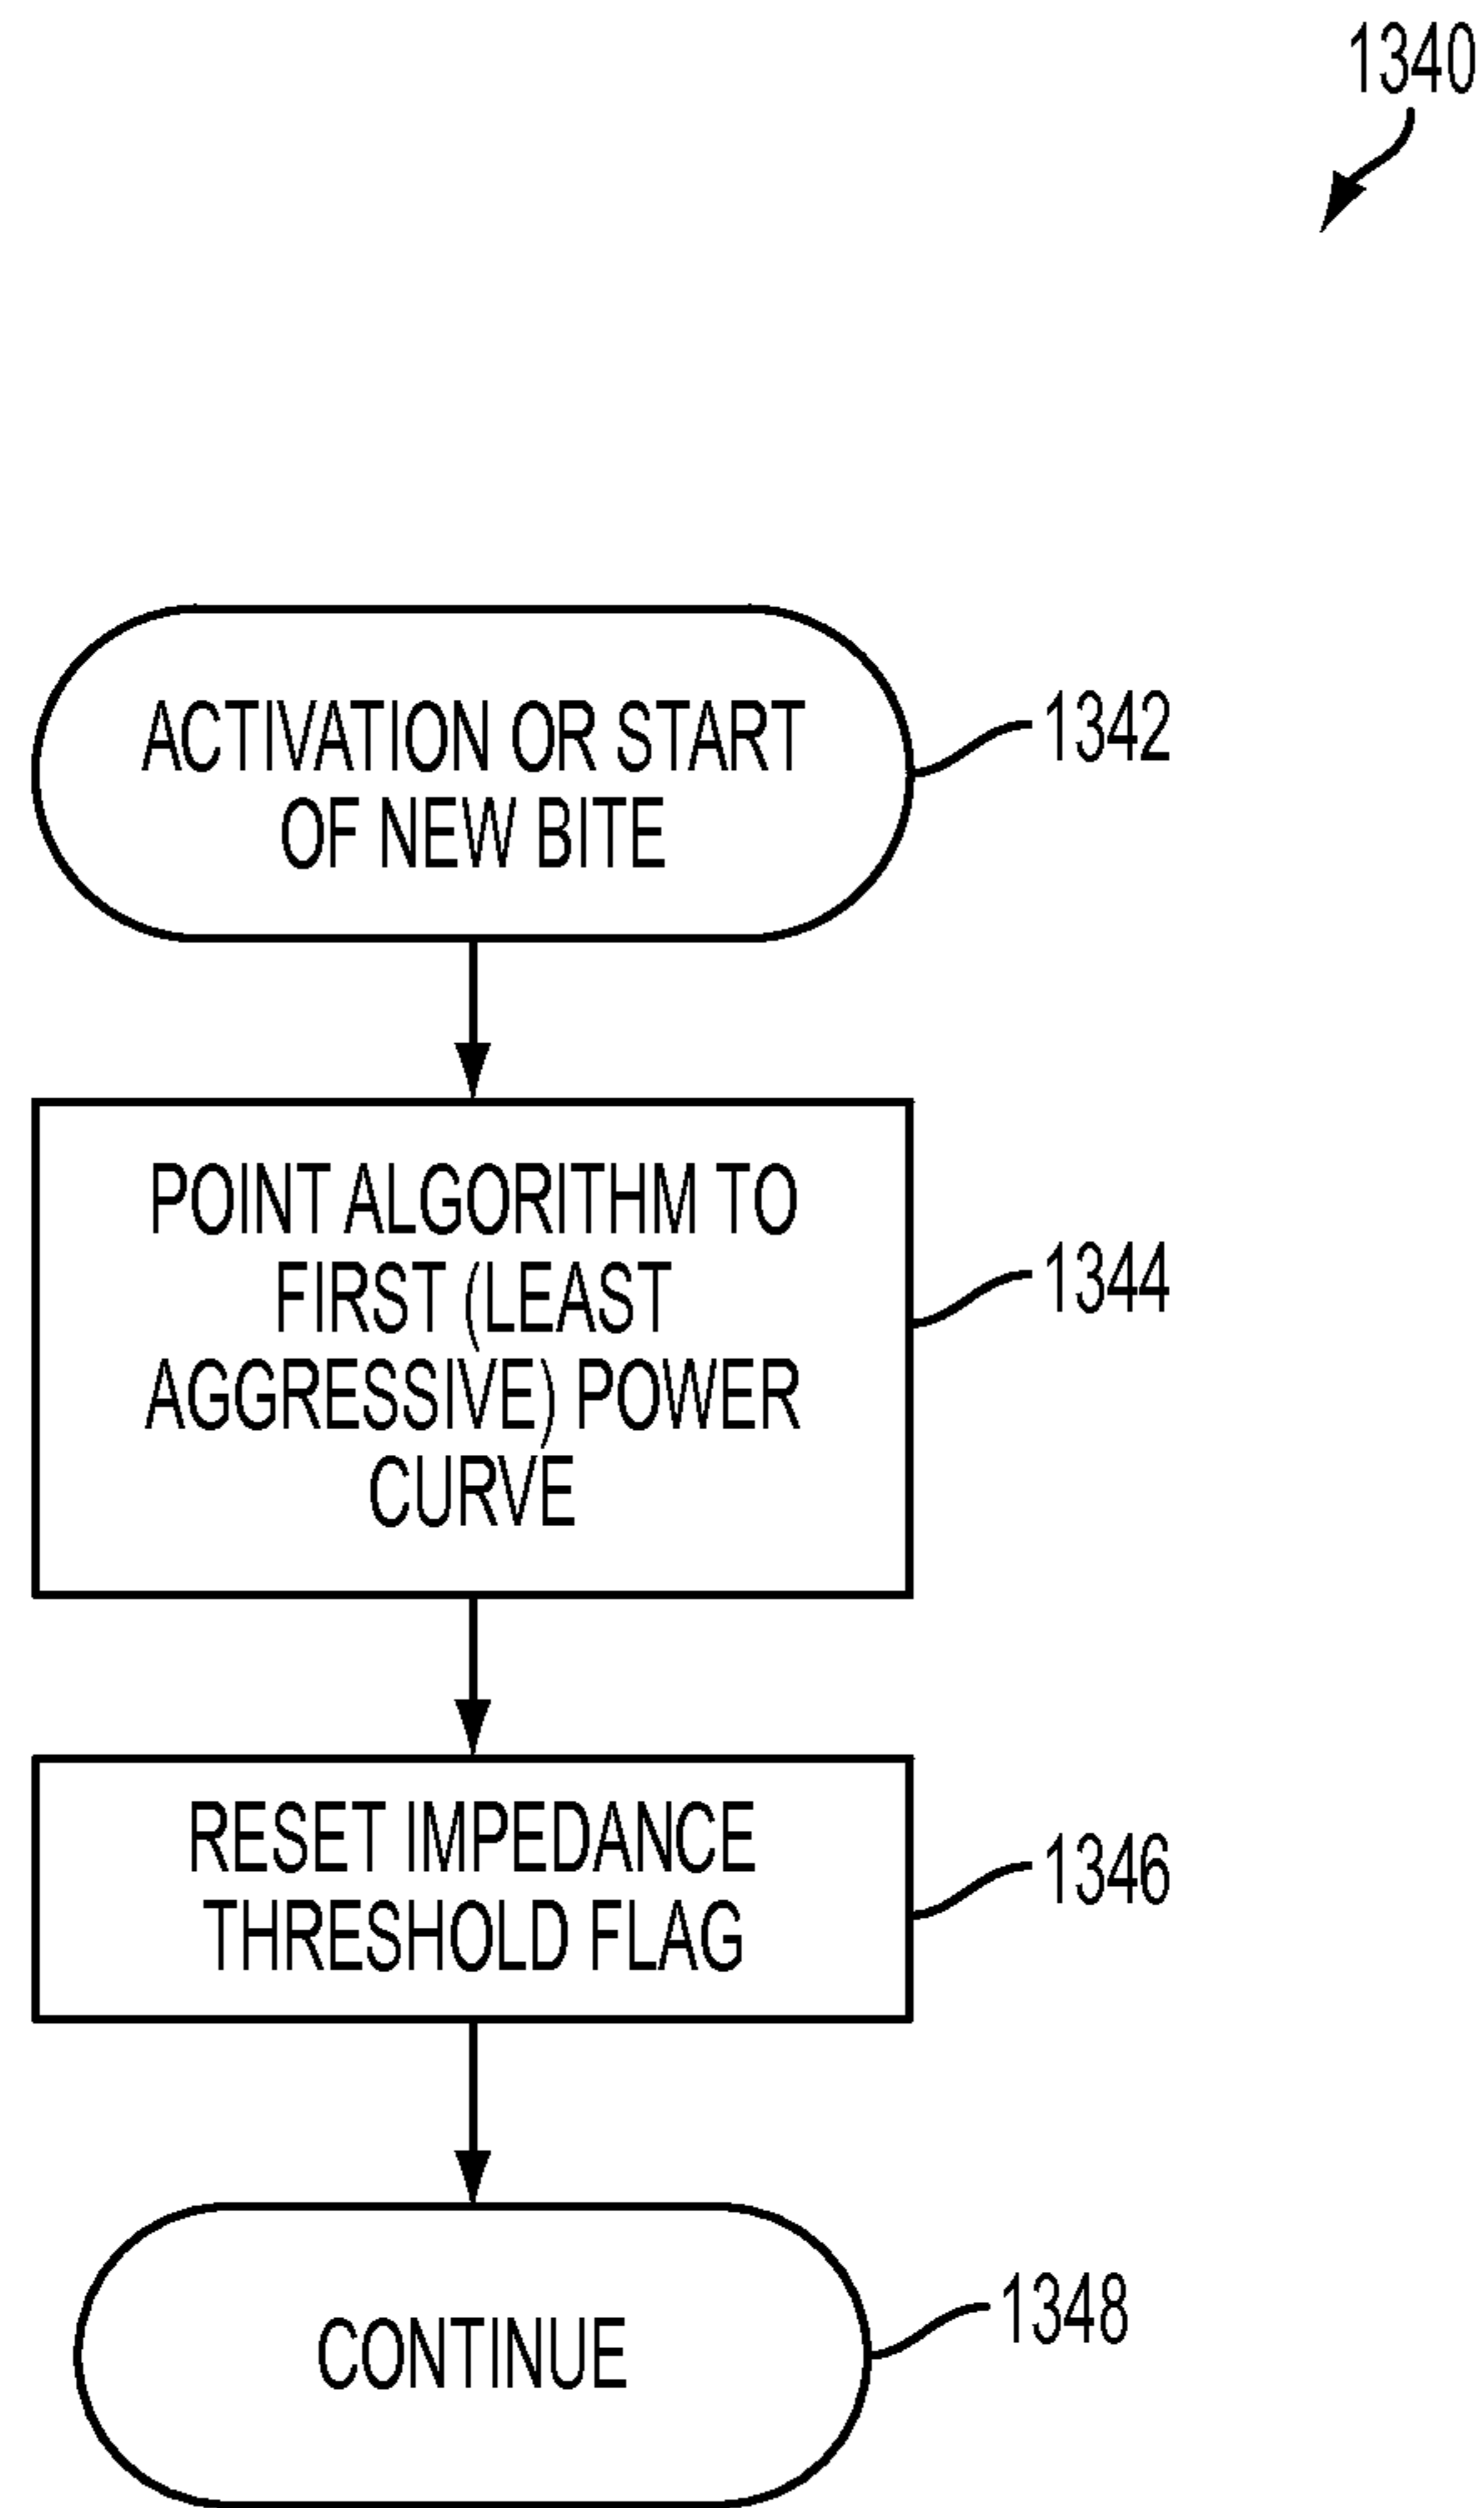 1340
ACTIVATION OR START
OF NEW BITE
1342
POINT ALGORITHM TO
FIRST (LEAST
AGGRESSIVE) POWER
CURVE
1344
RESET IMPEDANCE
THRESHOLD FLAG
1346
CONTINUE
1348